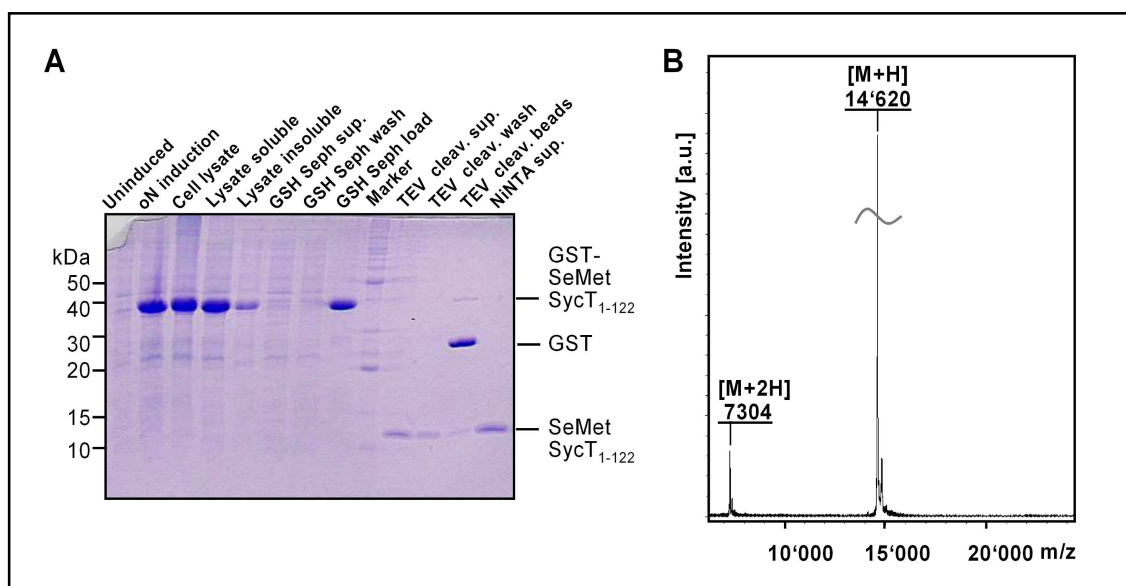 A
Uninduced
oN induction
Cell lysate
Lysate soluble
Lysate insoluble
GSH Seph sup.
GSH Seph wash
GSH Seph load
Marker
TEV cleav. sup.
TEV cleav. wash
TEV cleav. beads
NiNTA sup.
kDa
50
40
30
20
15
10
GST-
SeMet
SycT1-122
GST
SeMet
SycT1-122
B
[M+H]
14‘620
[M+2H]
7304
Intensity [a.u.]
10‘000
15‘000
20‘000
m/z